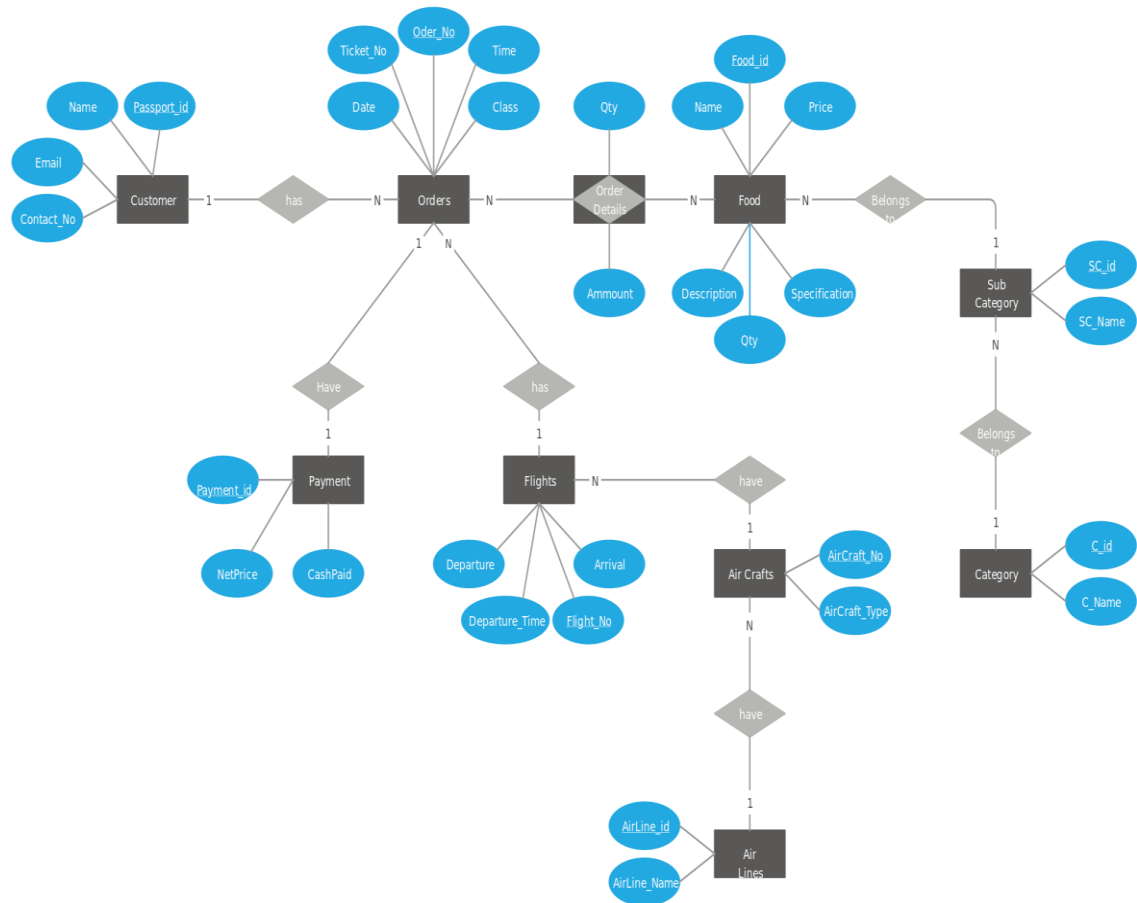 Oder_No
Ticket_No
Time
Food_id
Name
Passport_id
Date
Class
Qty
Name
Price
Email
Contact_No
Customer
1
has
N
Orders
N
Order
Details
N
Food
N
Belongs
to
1
N
1
SC_id
Sub
Category
SC_Name
Ammount
Description
Specification
Qty
N
Have
has
1
1
Belongs
to
Payment_id
Payment
Flights
N
have
1
1
NetPrice
CashPaid
Departure
Arrival
Departure_Time
Flight_No
Air Crafts
AirCraft_No
AirCraft_Type
Category
C_id
C_Name
N
have
1
AirLine_id
Air
Lines
AirLine_Name